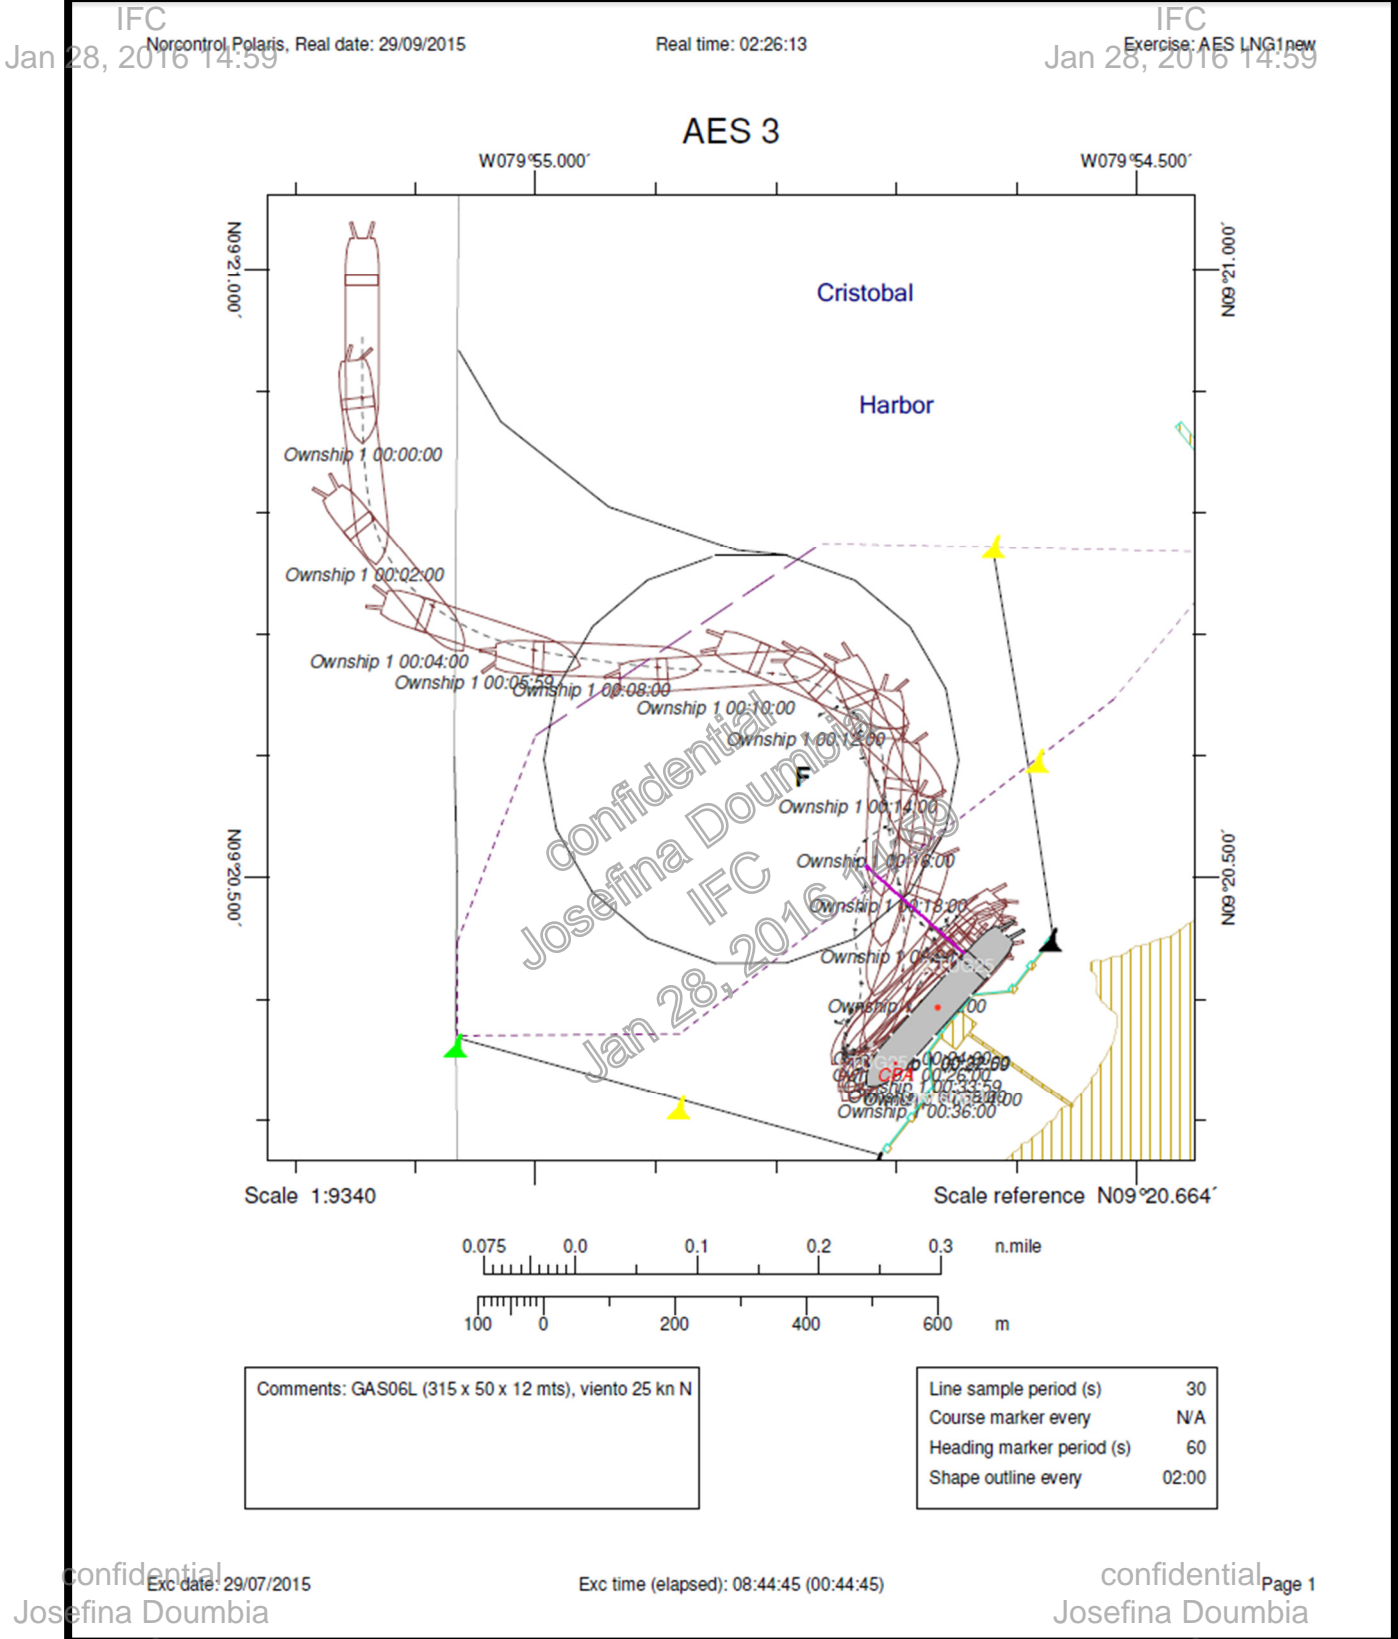 IFC
IFC
Jan 28, 2016 14:59
Jan 28, 2016 14:59
Norcontrol Polaris, Real date: 29/09/2015
Real time: 02:26:13
Exercise: AES LNG1new
AES 3
W079°55.000´
W079°54.500´
N09°21.000´
N09°21.000´
Cristobal
Harbor
Ownship 1 00:00:00
Ownship 1 00:02:00
Ownship 1 00:04:00
Ownship 1 00:05:59
Ownship 1 00:08:00
Ownship 1 00:10:00
Ownship 1 00:12:00
F
Ownship 1 00:14:00
Ownship 1 00:16:00
Ownship 1 00:18:00
N09°20.500´
N09°20.500´
confidential
Josefina Doumbia
IFC
Jan 28, 2016 14:59
CPA
00:26:00
1 00:33:59
Ownship 1 00:36:00
Scale 1:9340
Scale reference N09°20.664´
0.075 0.0 0.1 0.2 0.3 n.mile
100 0 200 400 600 m
Comments: GAS06L (315 x 50 x 12 mts), viento 25 kn N
Line sample period (s) 30
Course marker every N/A
Heading marker period (s) 60
Shape outline every 02:00
confidential
confidential
Exc date: 29/07/2015
Exc time (elapsed): 08:44:45 (00:44:45)
Page 1
Josefina Doumbia
Josefina Doumbia